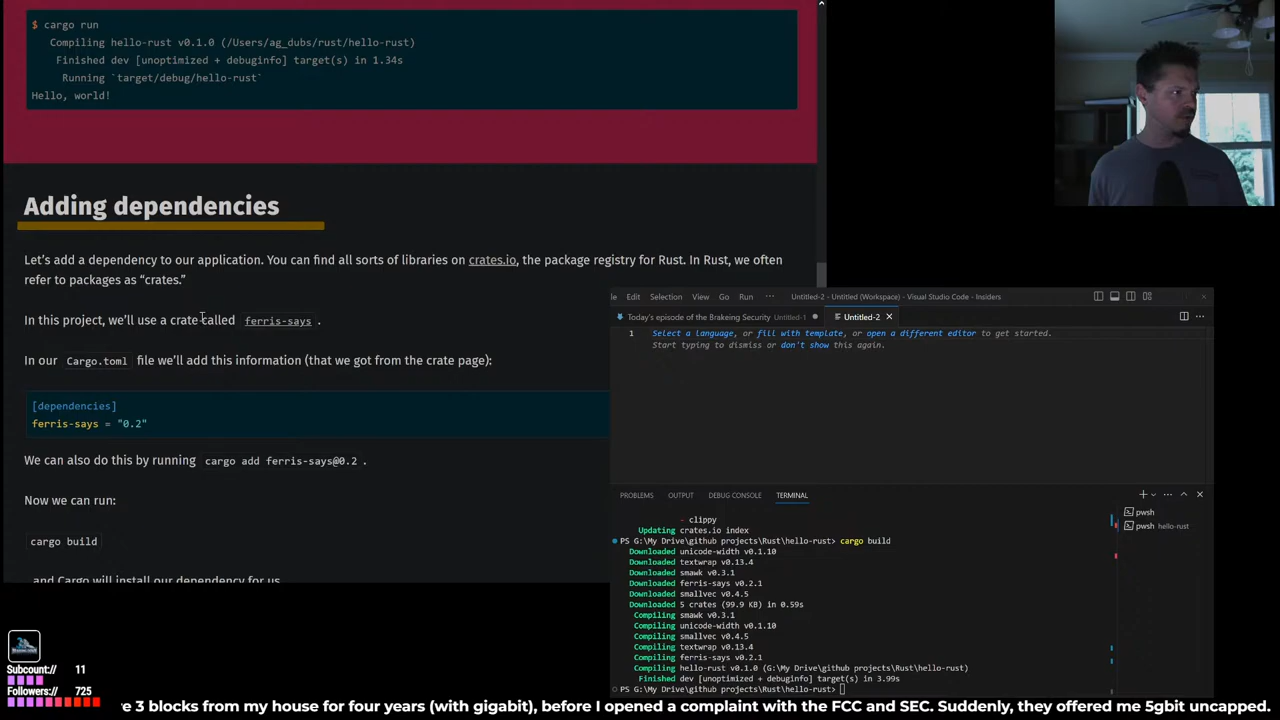 $ cargo run
Compiling hello-rust v0.1.0 (/Users/ag_dubs/rust/hello-rust)
Finished dev [unoptimized + debuginfo] target(s) in 1.34s
Running `target/debug/hello-rust`
Hello, world!
Adding dependencies
Let's add a dependency to our application. You can find all sorts of libraries on crates.io, the package registry for Rust. In Rust, we often
refer to packages as “crates.”
In this project, we'll use a crate called ferris-says .
In our Cargo.toml file we'll add this information (that we got from the crate page):
[dependencies]
ferris-says = "0.2"
We can also do this by running cargo add ferris-says@0.2 .
Now we can run:
cargo build
and Cargo will install our dependency for us
Edit Selection View Go Run ··· Untitled-2 - Untitled (Workspace) - Visual Studio Code - Insiders
Today's episode of the Brakeing Security Untitled-1 Untitled-2
1 Select a language, or fill with template, or open a different editor to get started.
Start typing to dismiss or don't show this again.
PROBLEMS OUTPUT DEBUG CONSOLE TERMINAL
- clippy
Updating crates.io index
PS G:\My Drive\github projects\Rust\hello-rust> cargo build
Downloaded unicode-width v0.1.10
Downloaded textwrap v0.13.4
Downloaded smawk v0.3.1
Downloaded ferris-says v0.2.1
Downloaded smallvec v0.4.5
Downloaded 5 crates (99.9 KB) in 0.59s
Compiling smawk v0.3.1
Compiling unicode-width v0.1.10
Compiling smallvec v0.4.5
Compiling textwrap v0.13.4
Compiling ferris-says v0.2.1
Compiling hello-rust v0.1.0 (G:\My Drive\github projects\Rust\hello-rust)
Finished dev [unoptimized + debuginfo] target(s) in 3.99s
PS G:\My Drive\github projects\Rust\hello-rust>
pwsh
pwsh hello-rust
Subcount:// 11
Followers:// 725
e 3 blocks from my house for four years (with gigabit), before I opened a complaint with the FCC and SEC. Suddenly, they offered me 5gbit uncapped.